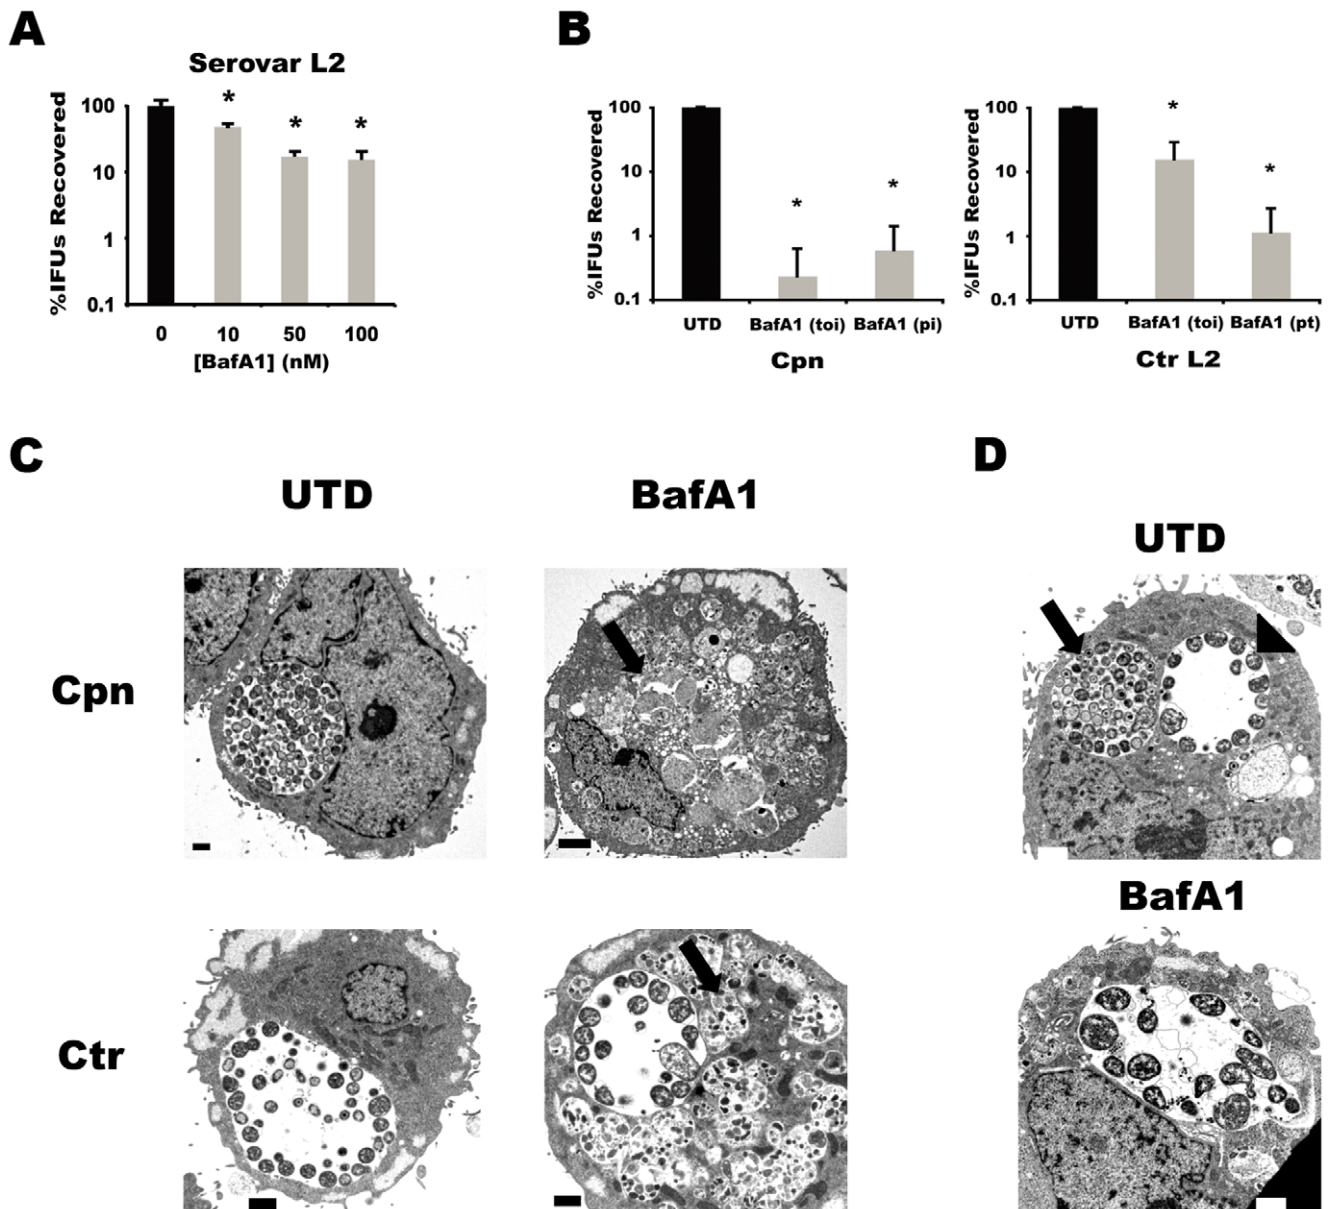 A
Serovar L2
%IFUs Recovered
100
10
1
0.1
*
*
*
0 10 50 100
[BafA1] (nM)
B
%IFUs Recovered
100
10
1
0.1
*
*
UTD BafA1 (toi) BafA1 (pi)
Cpn
%IFUs Recovered
100
10
1
0.1
*
*
UTD BafA1 (toi) BafA1 (pt)
Ctr L2
C
UTD BafA1
Cpn
Ctr
D
UTD
BafA1